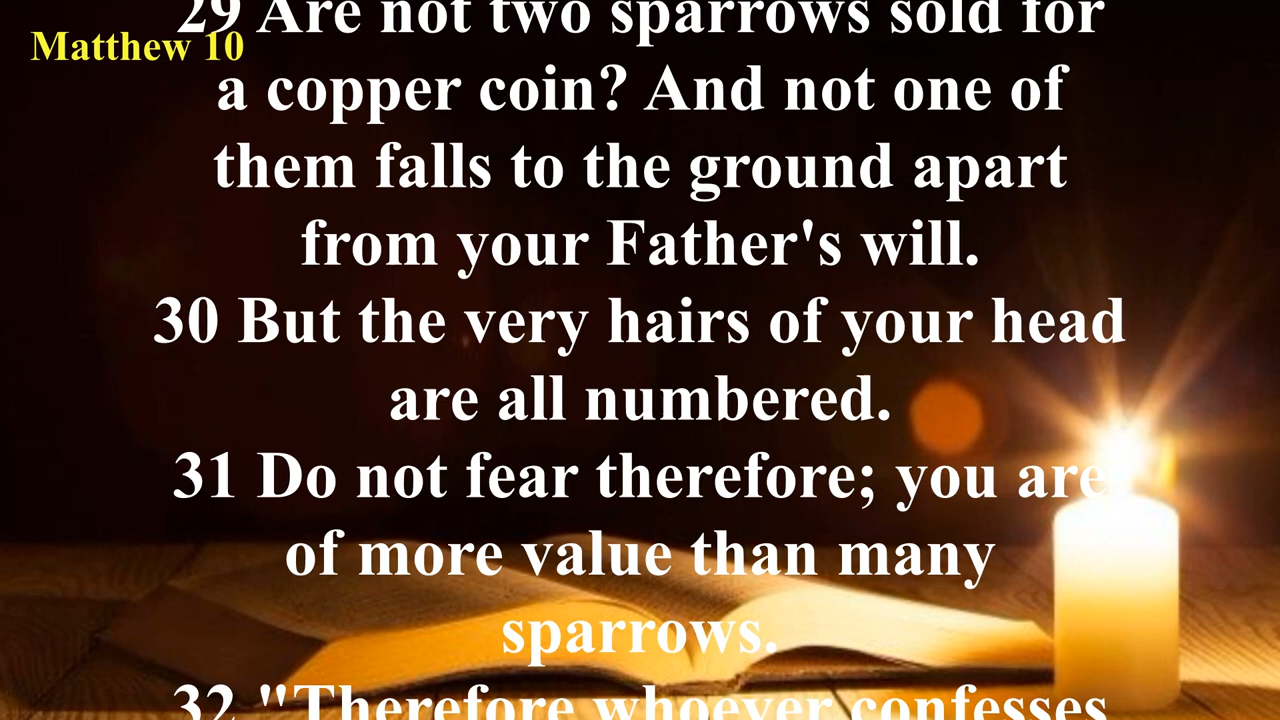 29 Are not two sparrows sold for
Matthew 10
a copper coin? And not one of
them falls to the ground apart
from your Father's will.
30 But the very hairs of your head
are all numbered.
31 Do not fear therefore; you are
of more value than many
sparrows.
32 "Therefore whoever confesses